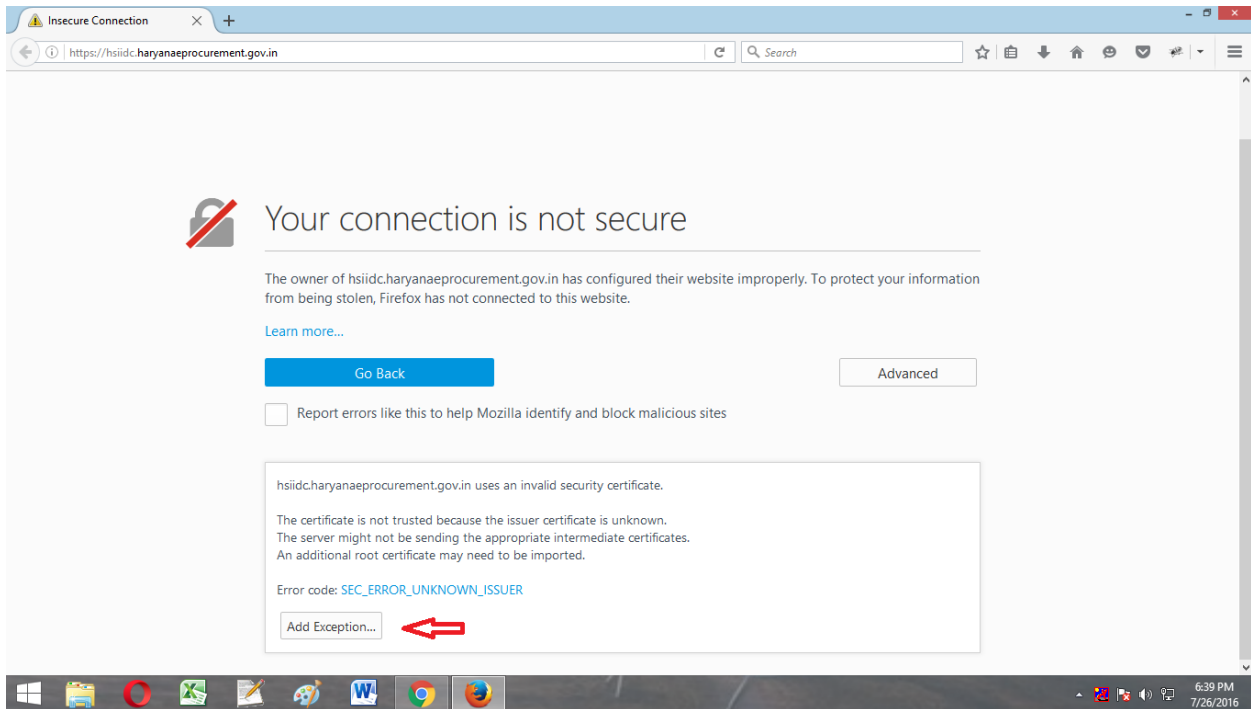 Insecure Connection
https://hsiidc.haryanaeprocurement.gov.in
Search
Your connection is not secure
The owner of hsiidc.haryanaeprocurement.gov.in has configured their website improperly. To protect your information
from being stolen, Firefox has not connected to this website.
Learn more...
Go Back
Advanced
Report errors like this to help Mozilla identify and block malicious sites
hsiidc.haryanaeprocurement.gov.in uses an invalid security certificate.
The certificate is not trusted because the issuer certificate is unknown.
The server might not be sending the appropriate intermediate certificates.
An additional root certificate may need to be imported.
Error code: SEC_ERROR_UNKNOWN_ISSUER
Add Exception...
6:39 PM
7/26/2016